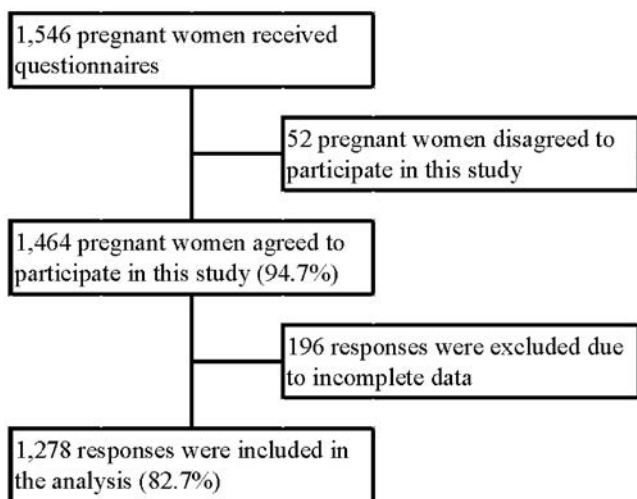 1,546 pregnant women received
questionnaires
52 pregnant women disagreed to
participate in this study
1,464 pregnant women agreed to
participate in this study (94.7%)
196 responses were excluded due
to incomplete data
1,278 responses were included in
the analysis (82.7%)